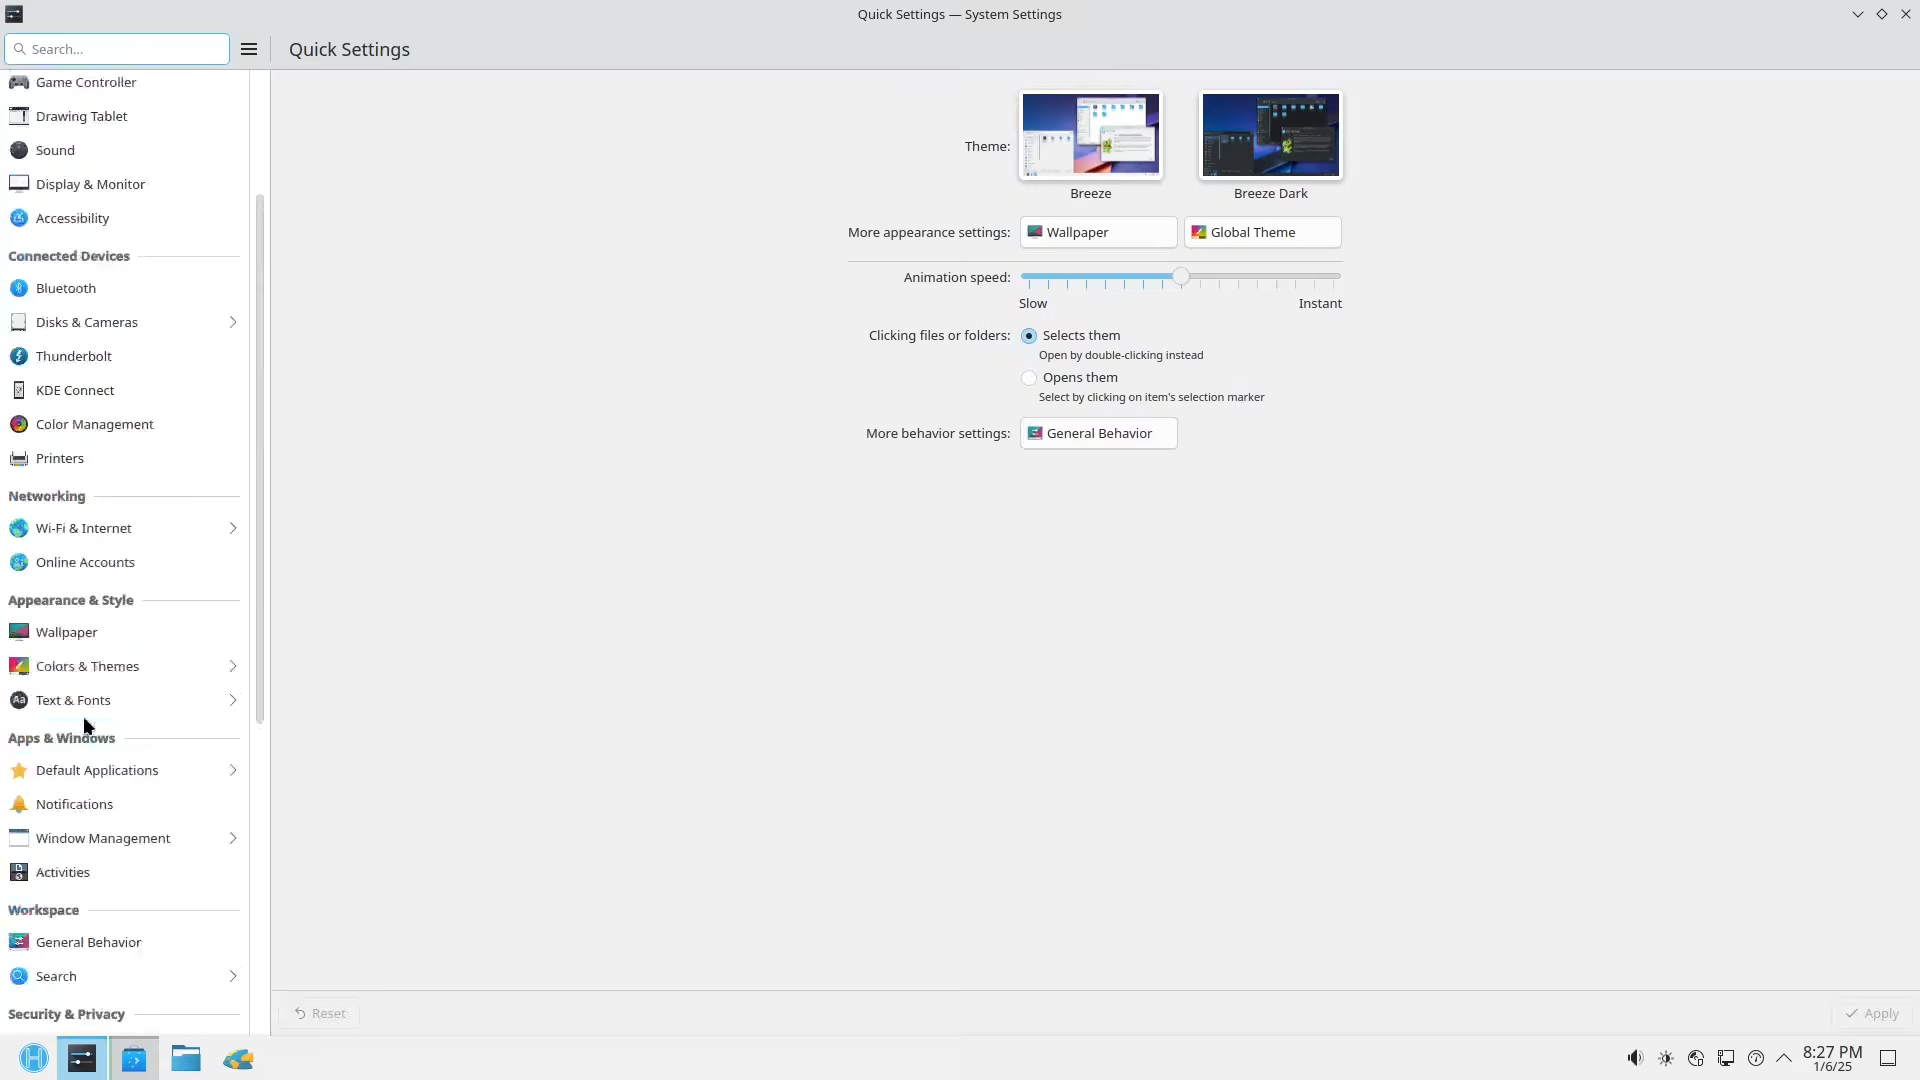 Quick Settings — System Settings
Search...
Quick Settings
Game Controller
Drawing Tablet
Sound
Display & Monitor
Accessibility
Connected Devices
Bluetooth
Disks & Cameras
Thunderbolt
KDE Connect
Color Management
Printers
Networking
Wi-Fi & Internet
Online Accounts
Appearance & Style
Wallpaper
Colors & Themes
Text & Fonts
Apps & Windows
Default Applications
Notifications
Window Management
Activities
Workspace
General Behavior
Search
Security & Privacy
Theme:
Breeze
Breeze Dark
More appearance settings:
Wallpaper
Global Theme
Animation speed:
Slow
Instant
Clicking files or folders:
Selects them
Open by double-clicking instead
Opens them
Select by clicking on item's selection marker
More behavior settings:
General Behavior
Reset
Apply
8:27 PM
1/6/25